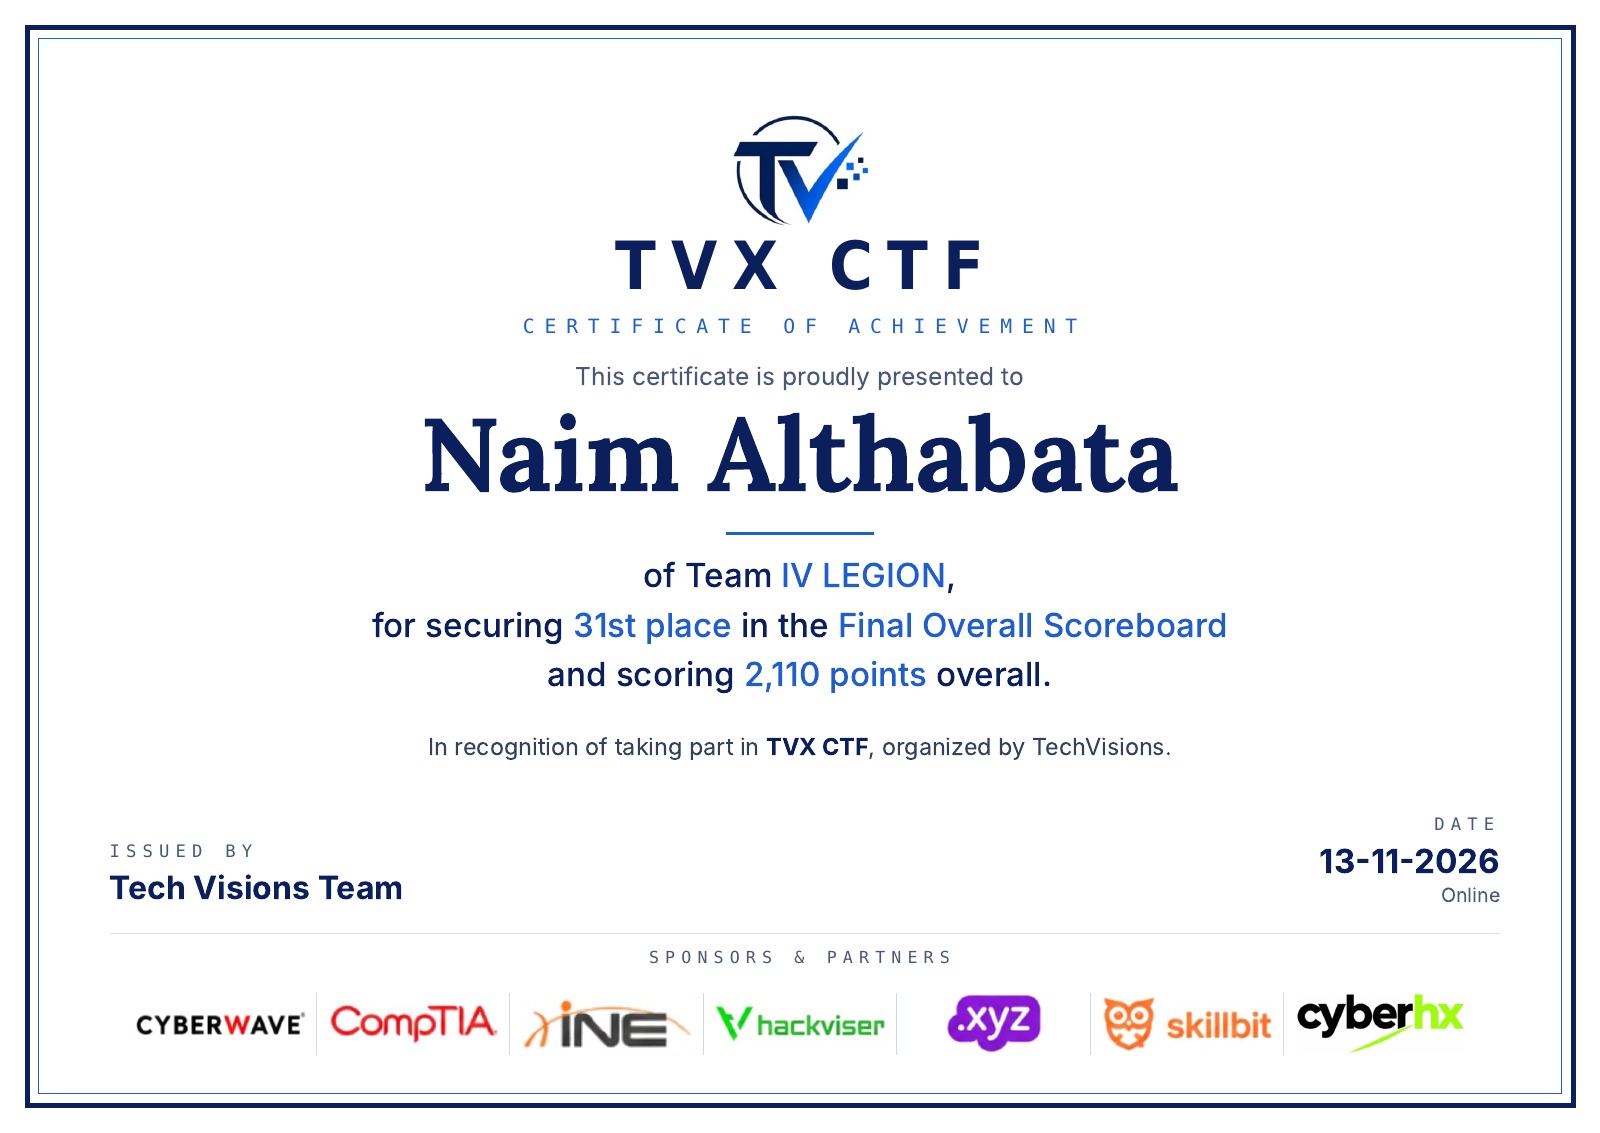 TV
TVX CTF
CERTIFICATE OF ACHIEVEMENT
This certificate is proudly presented to
Naim Althabata
of Team IV LEGION,
for securing 31st place in the Final Overall Scoreboard
and scoring 2,110 points overall.
In recognition of taking part in TVX CTF, organized by TechVisions.
ISSUED BY
Tech Visions Team
DATE
13-11-2026
Online
SPONSORS & PARTNERS
CYBERWAVE CompTIA iNE hackviser .xyz skillbit cyberhx